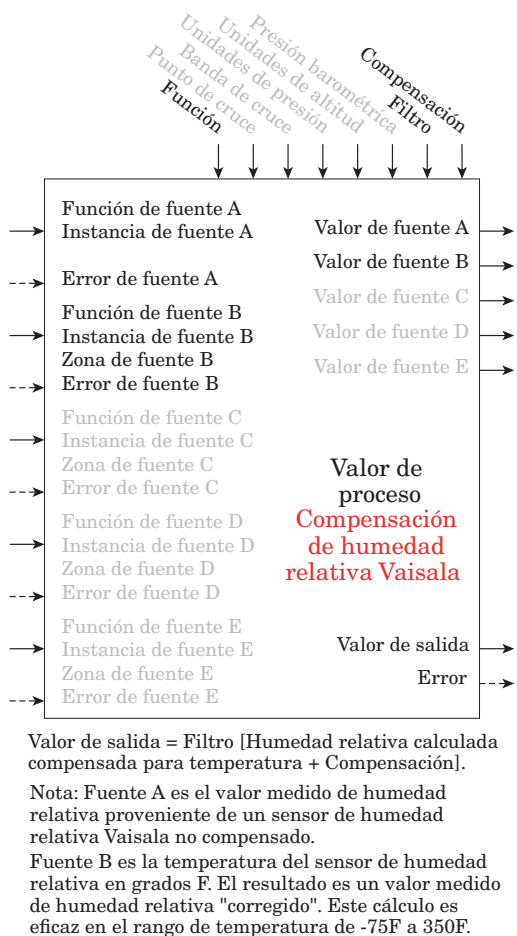 Presión barométrica
Unidades de altitud
Unidades de presión
Banda de cruce
Punto de cruce
Función
Compensación
Filtro
Función de fuente A
Instancia de fuente A
Error de fuente A
Función de fuente B
Instancia de fuente B
Zona de fuente B
Error de fuente B
Función de fuente C
Instancia de fuente C
Zona de fuente C
Error de fuente C
Función de fuente D
Instancia de fuente D
Zona de fuente D
Error de fuente D
Función de fuente E
Instancia de fuente E
Zona de fuente E
Error de fuente E
Valor de fuente A
Valor de fuente B
Valor de fuente C
Valor de fuente D
Valor de fuente E
Valor de
proceso
Compensación
de humedad
relativa Vaisala
Valor de salida
Error
Valor de salida = Filtro [Humedad relativa calculada
compensada para temperatura + Compensación].
Nota: Fuente A es el valor medido de humedad
relativa proveniente de un sensor de humedad
relativa Vaisala no compensado.
Fuente B es la temperatura del sensor de humedad
relativa en grados F. El resultado es un valor medido
de humedad relativa "corregido". Este cálculo es
eficaz en el rango de temperatura de -75F a 350F.